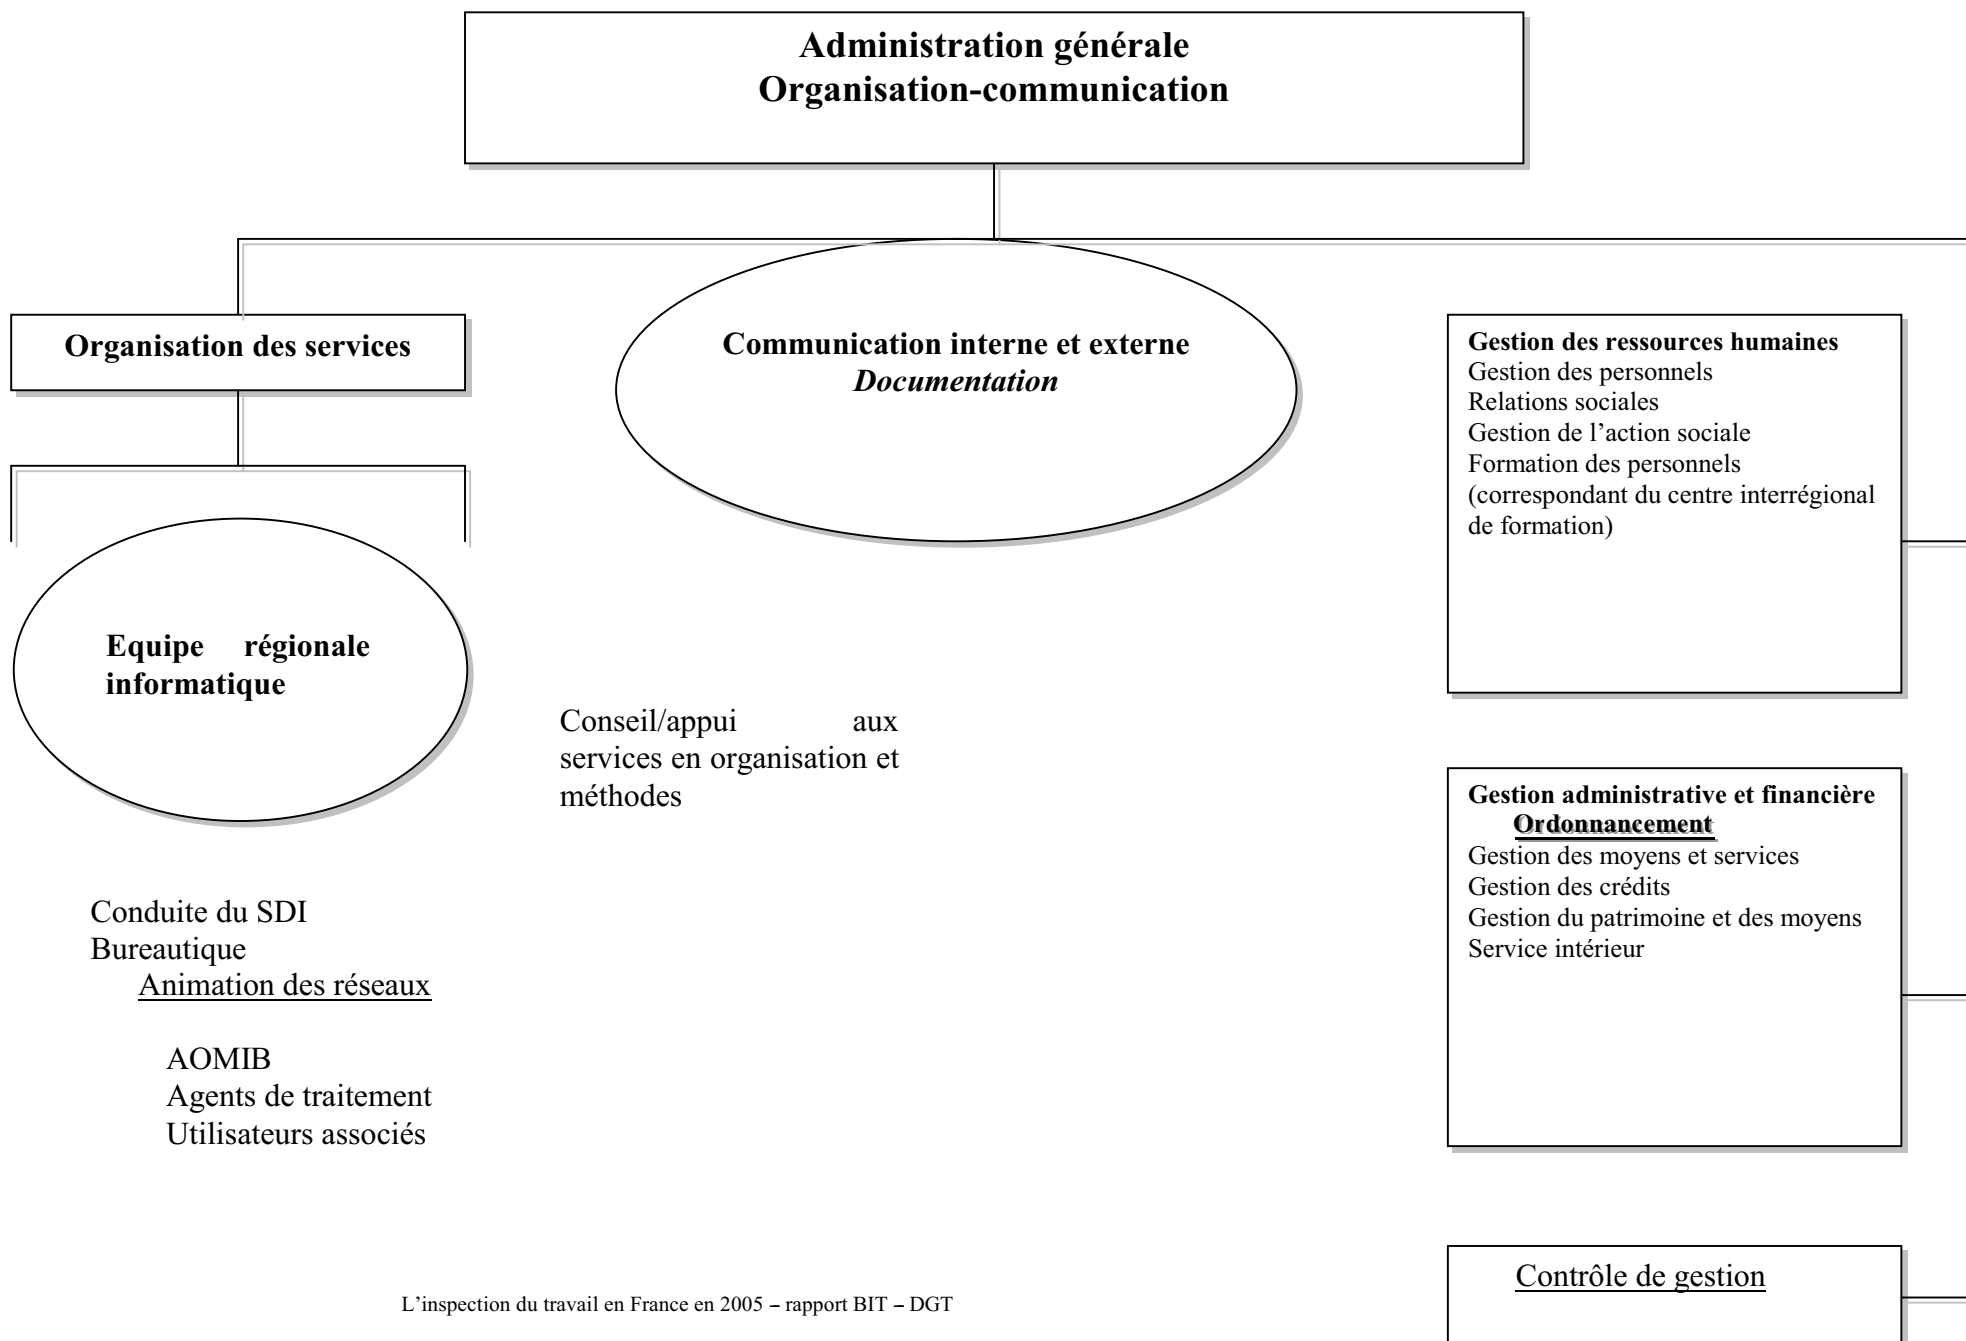 Administration générale
Organisation-communication
Organisation des services
Communication interne et externe
Documentation
Gestion des ressources humaines
Gestion des personnels
Relations sociales
Gestion de l’action sociale
Formation des personnels
(correspondant du centre interrégional
de formation)
Equipe régionale
informatique
Conseil/appui aux
services en organisation et
méthodes
Gestion administrative et financière
Ordonnancement
Gestion des moyens et services
Gestion des crédits
Gestion du patrimoine et des moyens
Service intérieur
Conduite du SDI
Bureautique
Animation des réseaux
AOMIB
Agents de traitement
Utilisateurs associés
Contrôle de gestion
L’inspection du travail en France en 2005 – rapport BIT – DGT